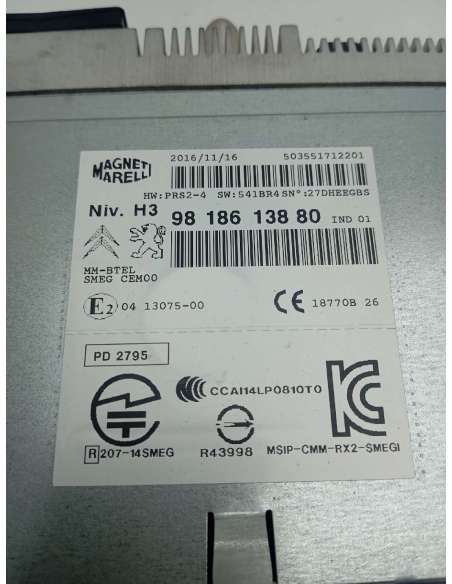 MAGNETI
MARELLI
2016/11/16 503551712201
HW:PRS2-4 SW:541BR4 SN°:27DHEEGBS
Niv. H3 98 186 138 80 IND 01
MM-BTEL
SMEG CEM00
E2 04 13075-00 CE 18770B 26
PD 2795
CCAI14LP0810T0
R 207-14SMEG R43998 MSIP-CMM-RX2-SMEGI